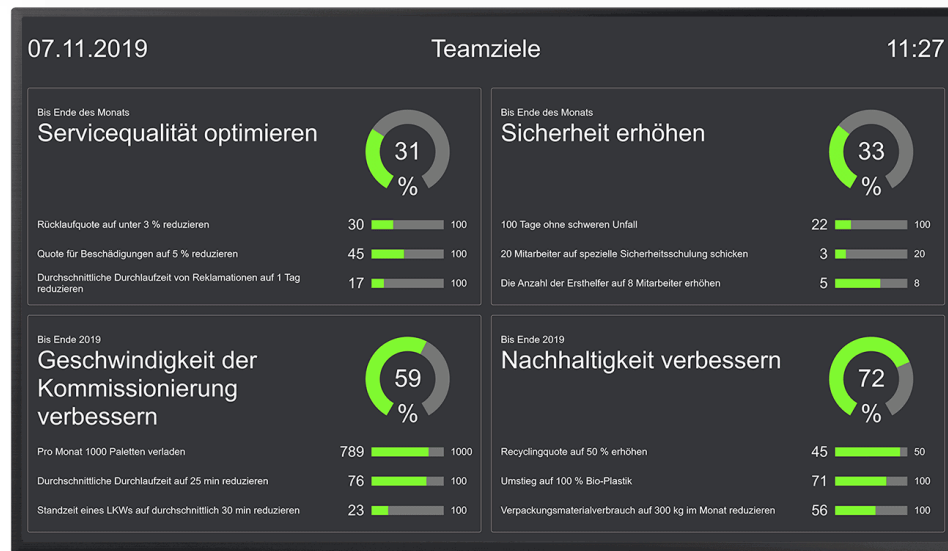 07.11.2019
Teamziele
11:27
Bis Ende des Monats
Servicequalität optimieren
31
%
Rücklaufquote auf unter 3 % reduzieren
30
100
Quote für Beschädigungen auf 5 % reduzieren
45
100
Durchschnittliche Durchlaufzeit von Reklamationen auf 1 Tag
reduzieren
17
100
Bis Ende des Monats
Sicherheit erhöhen
33
%
100 Tage ohne schweren Unfall
22
100
20 Mitarbeiter auf spezielle Sicherheitsschulung schicken
3
20
Die Anzahl der Ersthelfer auf 8 Mitarbeiter erhöhen
5
8
Bis Ende 2019
Geschwindigkeit der
Kommissionierung
verbessern
59
%
Pro Monat 1000 Paletten verladen
789
1000
Durchschnittliche Durchlaufzeit auf 25 min reduzieren
76
100
Standzeit eines LKWs auf durchschnittlich 30 min reduzieren
23
100
Bis Ende 2019
Nachhaltigkeit verbessern
72
%
Recyclingquote auf 50 % erhöhen
45
50
Umstieg auf 100 % Bio-Plastik
71
100
Verpackungsmaterialverbrauch auf 300 kg im Monat reduzieren
56
100